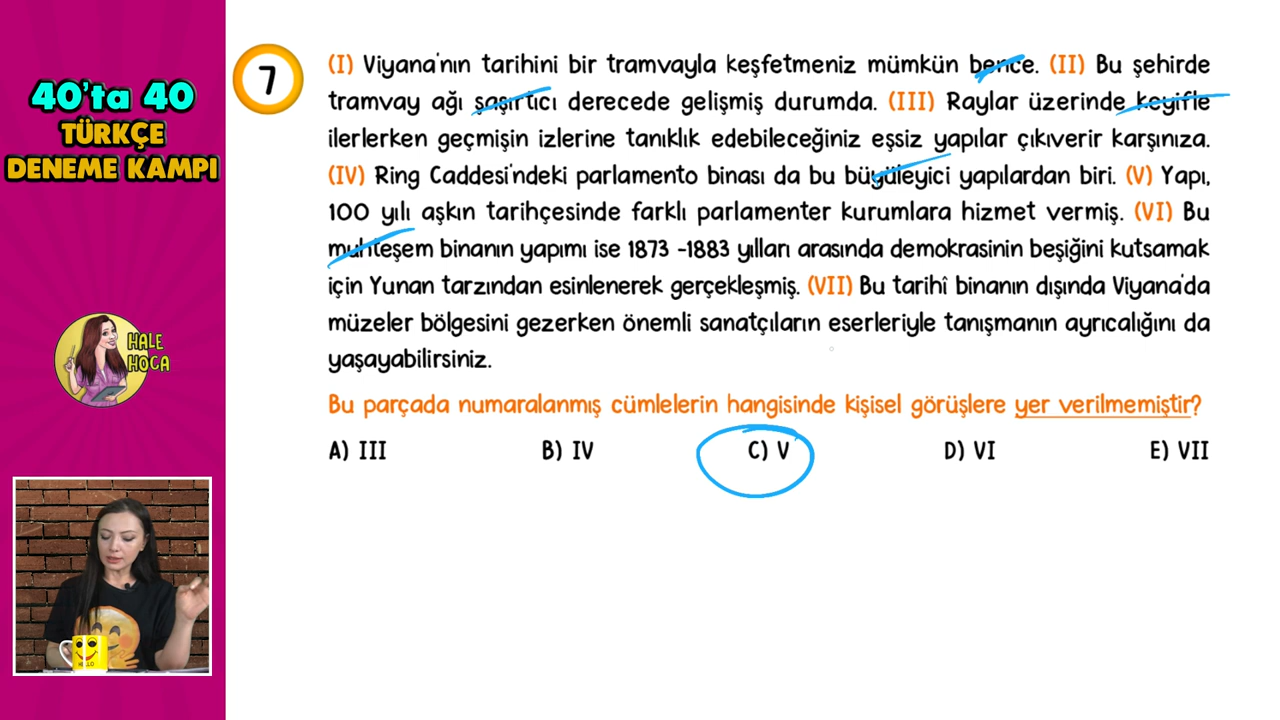 40'ta 40
TÜRKÇE
DENEME KAMPI
HALE
HOCA
HELLO
7
(I) Viyana'nın tarihini bir tramvayla keşfetmeniz mümkün bence. (II) Bu şehirde
tramvay ağı şaşırtıcı derecede gelişmiş durumda. (III) Raylar üzerinde keyifle
ilerlerken geçmişin izlerine tanıklık edebileceğiniz eşsiz yapılar çıkıverir karşınıza.
(IV) Ring Caddesi'ndeki parlamento binası da bu büyüleyici yapılardan biri. (V) Yapı,
100 yılı aşkın tarihçesinde farklı parlamenter kurumlara hizmet vermiş. (VI) Bu
muhteşem binanın yapımı ise 1873 -1883 yılları arasında demokrasinin beşiğini kutsamak
için Yunan tarzından esinlenerek gerçekleşmiş. (VII) Bu tarihî binanın dışında Viyana'da
müzeler bölgesini gezerken önemli sanatçıların eserleriyle tanışmanın ayrıcalığını da
yaşayabilirsiniz.
Bu parçada numaralanmış cümlelerin hangisinde kişisel görüşlere yer verilmemiştir?
A) III B) IV C) V D) VI E) VII